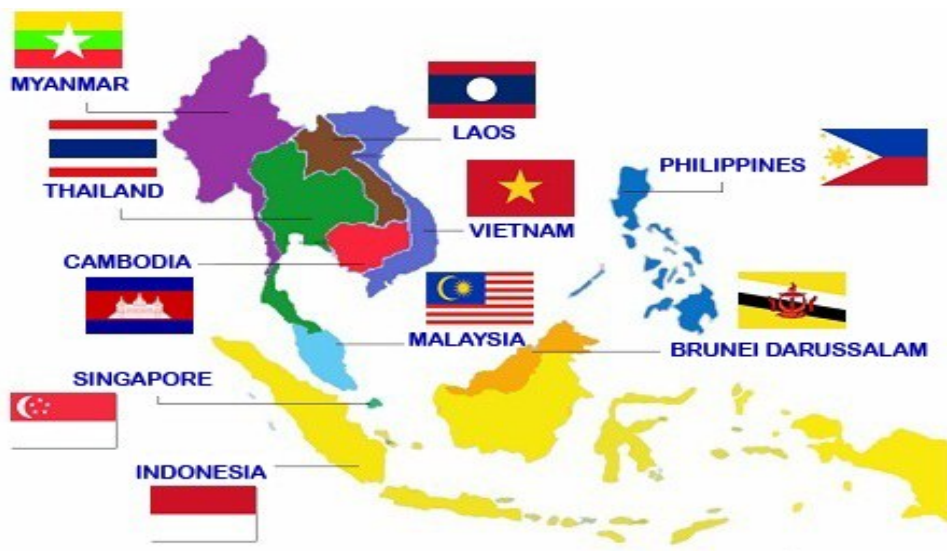 MYANMAR
LAOS
PHILIPPINES
THAILAND
VIETNAM
CAMBODIA
MALAYSIA
BRUNEI DARUSSALAM
SINGAPORE
INDONESIA